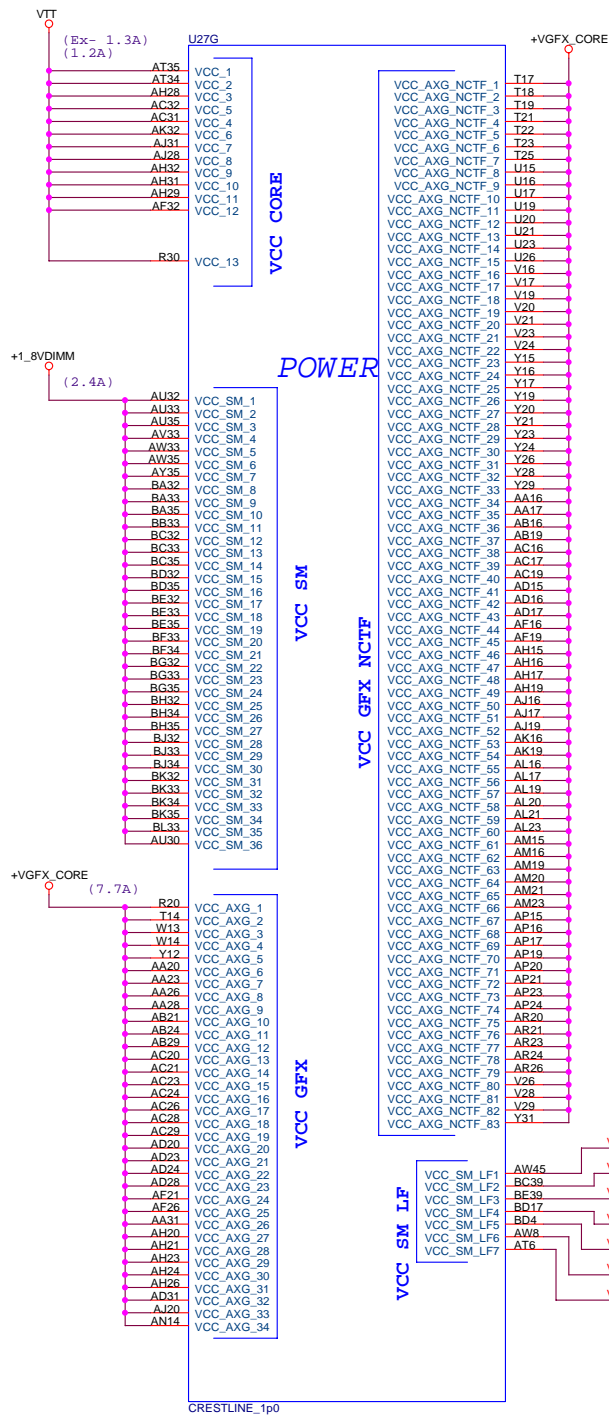 VTT
(Ex- 1.3A)
(1.2A)
U27G
AT35 VCC_1
AT34 VCC_2
AH28 VCC_3
AC32 VCC_5
AC31 VCC_4
AK32 VCC_6
AJ31 VCC_7
AJ28 VCC_8
AH32 VCC_9
AH31 VCC_10
AH29 VCC_11
AF32 VCC_12
R30 VCC_13
VCC CORE
POWER
+1_8VDIMM
(2.4A)
AU32 VCC_SM_1
AU33 VCC_SM_2
AU35 VCC_SM_3
AV33 VCC_SM_4
AW33 VCC_SM_5
AW35 VCC_SM_6
AY35 VCC_SM_7
BA32 VCC_SM_8
BA33 VCC_SM_9
BA35 VCC_SM_10
BB33 VCC_SM_11
BC32 VCC_SM_12
BC33 VCC_SM_13
BC35 VCC_SM_14
BD32 VCC_SM_15
BD35 VCC_SM_16
BE32 VCC_SM_17
BE33 VCC_SM_18
BE35 VCC_SM_19
BF33 VCC_SM_20
BF34 VCC_SM_21
BG32 VCC_SM_22
BG33 VCC_SM_23
BG35 VCC_SM_24
BH32 VCC_SM_25
BH34 VCC_SM_26
BH35 VCC_SM_27
BJ32 VCC_SM_28
BJ33 VCC_SM_29
BJ34 VCC_SM_30
BK32 VCC_SM_31
BK33 VCC_SM_32
BK34 VCC_SM_33
BK35 VCC_SM_34
BL33 VCC_SM_35
AU30 VCC_SM_36
VCC SM
+VGFX_CORE
(7.7A)
R20 VCC_AXG_1
T14 VCC_AXG_2
W13 VCC_AXG_3
W14 VCC_AXG_4
Y12 VCC_AXG_5
AA20 VCC_AXG_6
AA23 VCC_AXG_7
AA26 VCC_AXG_8
AA28 VCC_AXG_9
AB21 VCC_AXG_10
AB24 VCC_AXG_11
AB29 VCC_AXG_12
AC20 VCC_AXG_13
AC21 VCC_AXG_14
AC23 VCC_AXG_15
AC24 VCC_AXG_16
AC26 VCC_AXG_17
AC28 VCC_AXG_18
AC29 VCC_AXG_19
AD20 VCC_AXG_20
AD23 VCC_AXG_21
AD24 VCC_AXG_22
AD28 VCC_AXG_23
AF21 VCC_AXG_24
AF26 VCC_AXG_25
AA31 VCC_AXG_26
AH20 VCC_AXG_27
AH21 VCC_AXG_28
AH23 VCC_AXG_29
AH24 VCC_AXG_30
AH26 VCC_AXG_31
AD31 VCC_AXG_32
AJ20 VCC_AXG_33
AN14 VCC_AXG_34
VCC GFX
+VGFX_CORE
VCC_AXG_NCTF_1 T17
VCC_AXG_NCTF_2 T18
VCC_AXG_NCTF_3 T19
VCC_AXG_NCTF_4 T21
VCC_AXG_NCTF_5 T22
VCC_AXG_NCTF_6 T23
VCC_AXG_NCTF_7 T25
VCC_AXG_NCTF_8 U15
VCC_AXG_NCTF_9 U16
VCC_AXG_NCTF_10 U17
VCC_AXG_NCTF_11 U19
VCC_AXG_NCTF_12 U20
VCC_AXG_NCTF_13 U21
VCC_AXG_NCTF_14 U23
VCC_AXG_NCTF_15 U26
VCC_AXG_NCTF_16 V16
VCC_AXG_NCTF_17 V17
VCC_AXG_NCTF_18 V19
VCC_AXG_NCTF_19 V20
VCC_AXG_NCTF_20 V21
VCC_AXG_NCTF_21 V23
VCC_AXG_NCTF_22 V24
VCC_AXG_NCTF_23 Y15
VCC_AXG_NCTF_24 Y16
VCC_AXG_NCTF_25 Y17
VCC_AXG_NCTF_26 Y19
VCC_AXG_NCTF_27 Y20
VCC_AXG_NCTF_28 Y21
VCC_AXG_NCTF_29 Y23
VCC_AXG_NCTF_30 Y24
VCC_AXG_NCTF_31 Y26
VCC_AXG_NCTF_32 Y28
VCC_AXG_NCTF_33 Y29
VCC_AXG_NCTF_34 AA16
VCC_AXG_NCTF_35 AA17
VCC_AXG_NCTF_36 AB16
VCC_AXG_NCTF_37 AB19
VCC_AXG_NCTF_38 AC16
VCC_AXG_NCTF_39 AC17
VCC_AXG_NCTF_40 AC19
VCC_AXG_NCTF_41 AD15
VCC_AXG_NCTF_42 AD16
VCC_AXG_NCTF_43 AD17
VCC_AXG_NCTF_44 AF16
VCC_AXG_NCTF_45 AF19
VCC_AXG_NCTF_46 AH15
VCC_AXG_NCTF_47 AH16
VCC_AXG_NCTF_48 AH17
VCC_AXG_NCTF_49 AH19
VCC_AXG_NCTF_50 AJ16
VCC_AXG_NCTF_51 AJ17
VCC_AXG_NCTF_52 AJ19
VCC_AXG_NCTF_53 AK16
VCC_AXG_NCTF_54 AK19
VCC_AXG_NCTF_55 AL16
VCC_AXG_NCTF_56 AL17
VCC_AXG_NCTF_57 AL19
VCC_AXG_NCTF_58 AL20
VCC_AXG_NCTF_59 AL21
VCC_AXG_NCTF_60 AL23
VCC_AXG_NCTF_61 AM15
VCC_AXG_NCTF_62 AM16
VCC_AXG_NCTF_63 AM19
VCC_AXG_NCTF_64 AM20
VCC_AXG_NCTF_65 AM21
VCC_AXG_NCTF_66 AM23
VCC_AXG_NCTF_67 AP15
VCC_AXG_NCTF_68 AP16
VCC_AXG_NCTF_69 AP17
VCC_AXG_NCTF_70 AP19
VCC_AXG_NCTF_71 AP20
VCC_AXG_NCTF_72 AP21
VCC_AXG_NCTF_73 AP23
VCC_AXG_NCTF_74 AP24
VCC_AXG_NCTF_75 AR20
VCC_AXG_NCTF_76 AR21
VCC_AXG_NCTF_77 AR23
VCC_AXG_NCTF_78 AR24
VCC_AXG_NCTF_79 AR26
VCC_AXG_NCTF_80 V26
VCC_AXG_NCTF_81 V28
VCC_AXG_NCTF_82 V29
VCC_AXG_NCTF_83 Y31
VCC GFX NCTF
VCC_SM_LF1 AW45
VCC_SM_LF2 BC39
VCC_SM_LF3 BE39
VCC_SM_LF4 BD17
VCC_SM_LF5 BD4
VCC_SM_LF6 AW8
VCC_SM_LF7 AT6
VCC SM LF
CRESTLINE_1p0